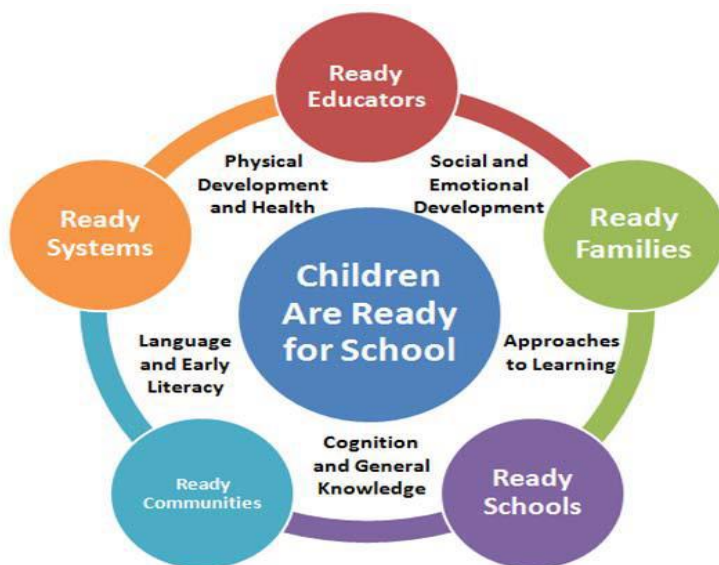 Ready
Educators
Physical
Development
and Health
Social and
Emotional
Development
Ready
Systems
Ready
Families
Children
Are Ready
for School
Language
and Early
Literacy
Approaches
to Learning
Cognition
and General
Knowledge
Ready
Communities
Ready
Schools